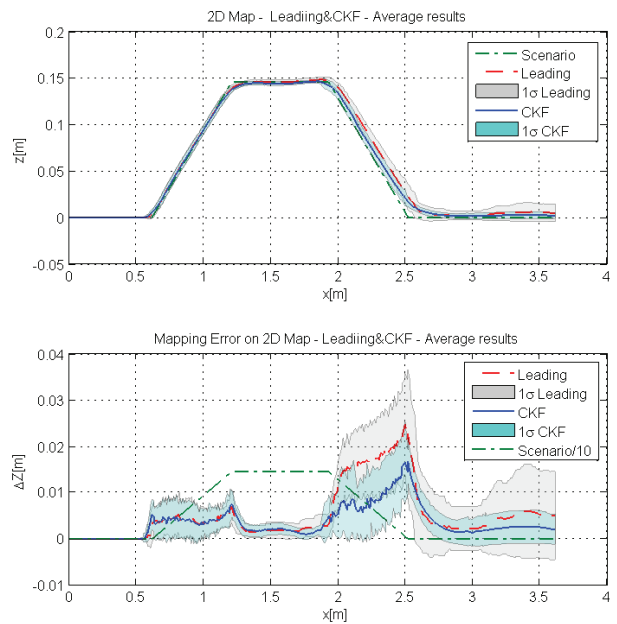 2D Map - Leadiing&CKF - Average results
0.2
0.15
0.1
0.05
0
-0.05
z[m]
Scenario
Leading
1σ Leading
CKF
1σ CKF
0 0.5 1 1.5 2 2.5 3 3.5 4
x[m]
Mapping Error on 2D Map - Leadiing&CKF - Average results
0.04
0.03
0.02
0.01
0
-0.01
ΔZ[m]
Leading
1σ Leading
CKF
1σ CKF
Scenario/10
0 0.5 1 1.5 2 2.5 3 3.5 4
x[m]